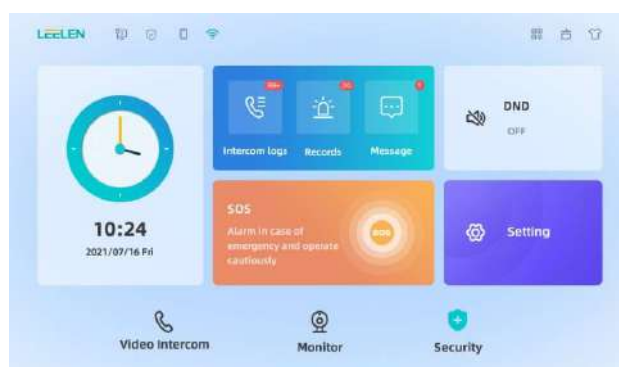 LEELEN
Intercom logs
Records
Message
DND
OFF
10:24
2021/07/16 Fri
SOS
Alarm in case of
emergency and operate
cautiously
SOS
Setting
Video Intercom
Monitor
Security